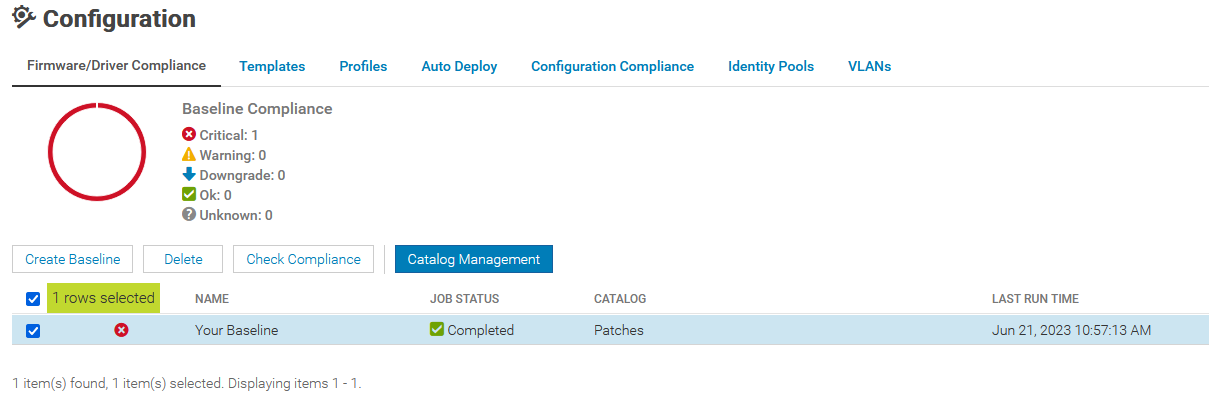 Configuration
Firmware/Driver Compliance Templates Profiles Auto Deploy Configuration Compliance Identity Pools VLANs
Baseline Compliance
Critical: 1
Warning: 0
Downgrade: 0
Ok: 0
Unknown: 0
Create Baseline Delete Check Compliance Catalog Management
1 rows selected NAME JOB STATUS CATALOG LAST RUN TIME
Your Baseline Completed Patches Jun 21, 2023 10:57:13 AM
1 item(s) found, 1 item(s) selected. Displaying items 1 - 1.